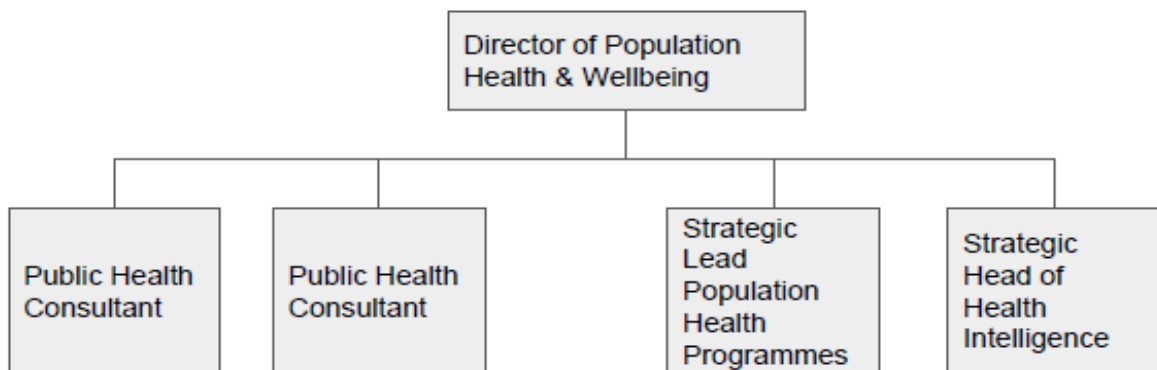 Director of Population
Health & Wellbeing
Public Health
Consultant
Public Health
Consultant
Strategic
Lead
Population
Health
Programmes
Strategic
Head of
Health
Intelligence